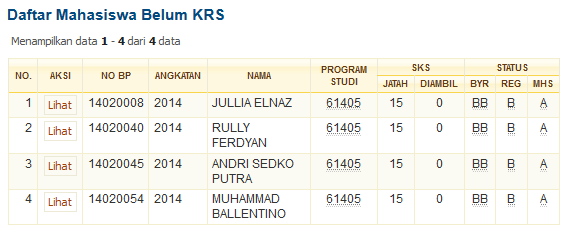 Daftar Mahasiswa Belum KRS
Menampilkan data 1 - 4 dari 4 data
NO. AKSI NO BP ANGKATAN NAMA PROGRAM STUDI SKS STATUS
JATAH DIAMBIL BYR REG MHS
1 Lihat 14020008 2014 JULLIA ELNAZ 61405 15 0 BB B A
2 Lihat 14020040 2014 RULLY FERDYAN 61405 15 0 BB B A
3 Lihat 14020045 2014 ANDRI SEDKO PUTRA 61405 15 0 BB B A
4 Lihat 14020054 2014 MUHAMMAD BALLENTINO 61405 15 0 BB B A